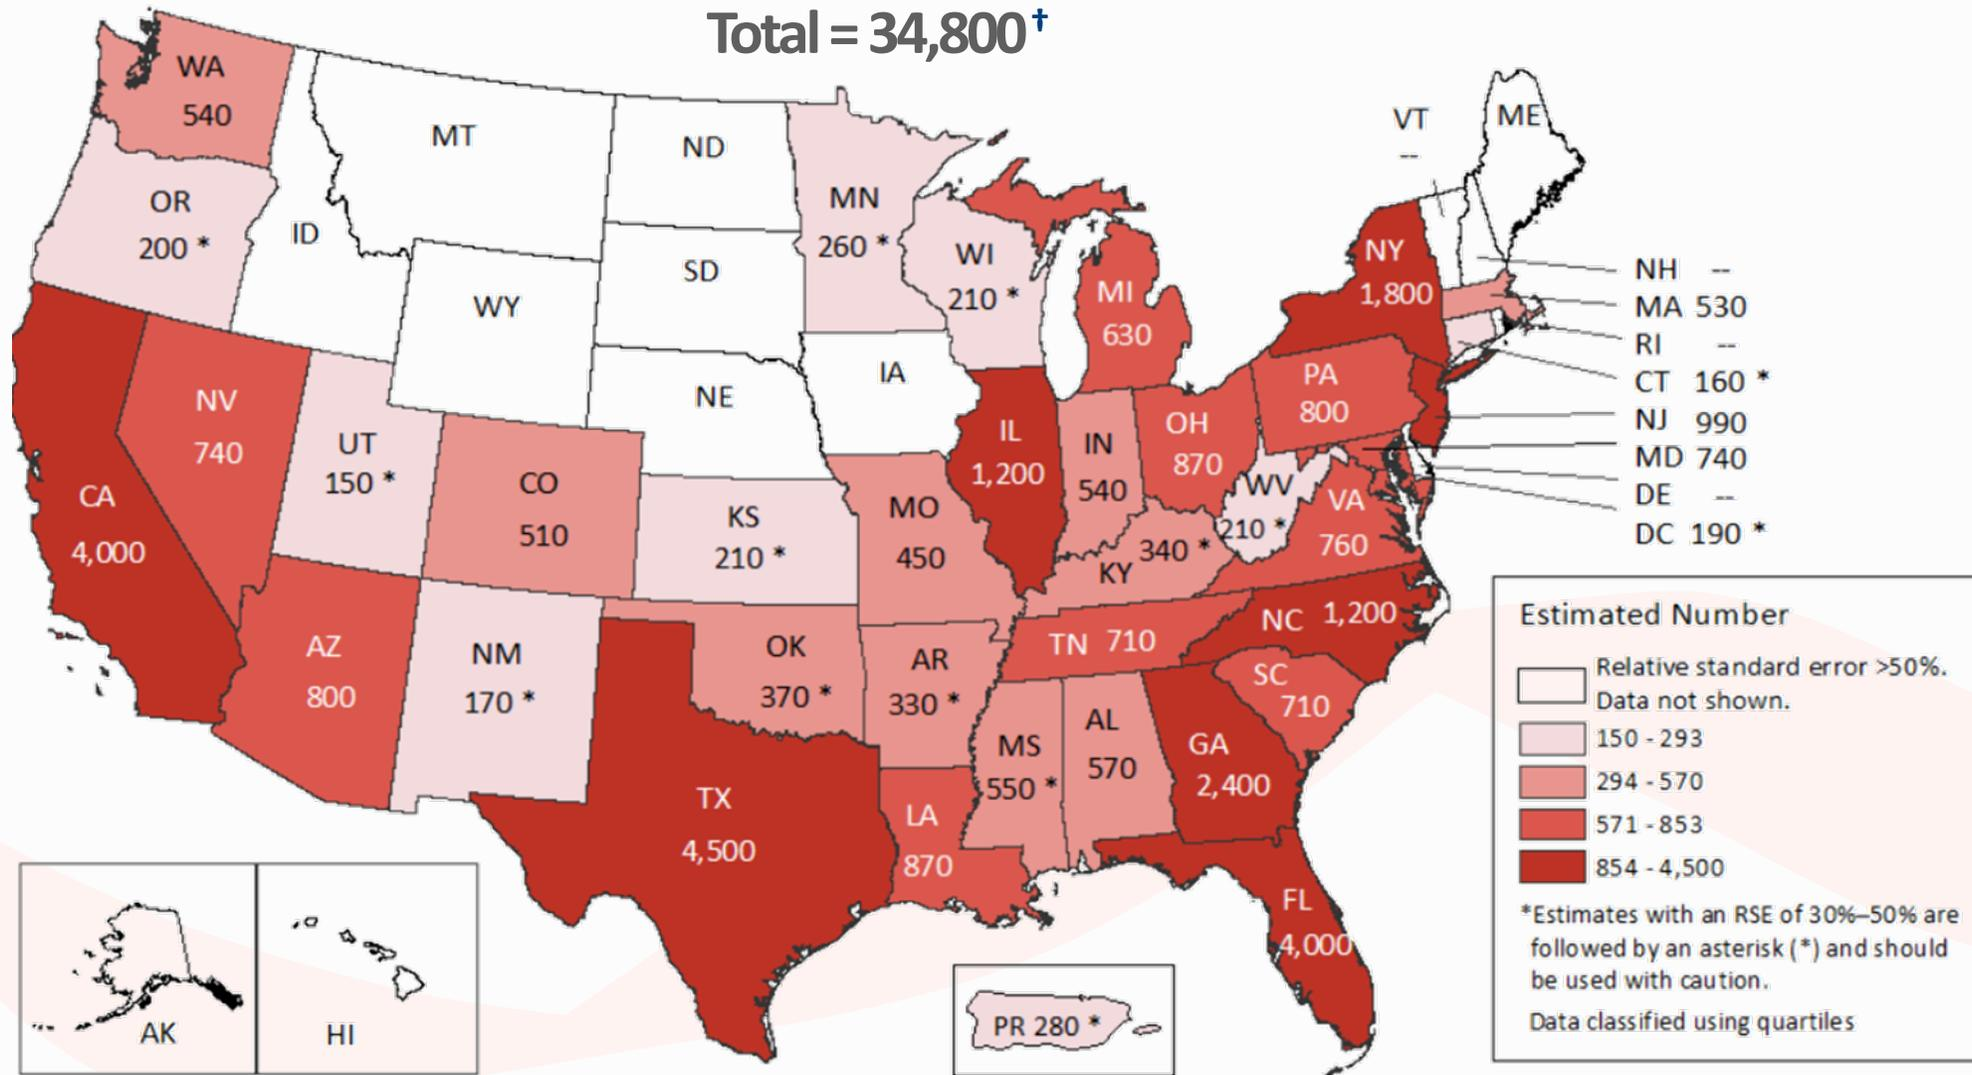 Total = 34,800†
WA
540
OR
200 *
ID
MT
ND
MN
260 *
SD
WY
WI
210 *
MI
630
VT
--
ME
NY
1,800
NH --
MA 530
RI --
CT 160 *
NJ 990
MD 740
DE --
DC 190 *
NE
IA
NV
740
UT
150 *
CA
4,000
CO
510
KS
210 *
MO
450
IL
1,200
IN
540
OH
870
PA
800
WV
210 *
VA
760
340 *
KY
NC 1,200
TN 710
SC
710
AZ
800
NM
170 *
OK
370 *
AR
330 *
MS
550 *
AL
570
GA
2,400
TX
4,500
LA
870
FL
4,000
AK
HI
PR 280 *
Estimated Number
Relative standard error >50%.
Data not shown.
150 - 293
294 - 570
571 - 853
854 - 4,500
*Estimates with an RSE of 30%–50% are
followed by an asterisk (*) and should
be used with caution.
Data classified using quartiles